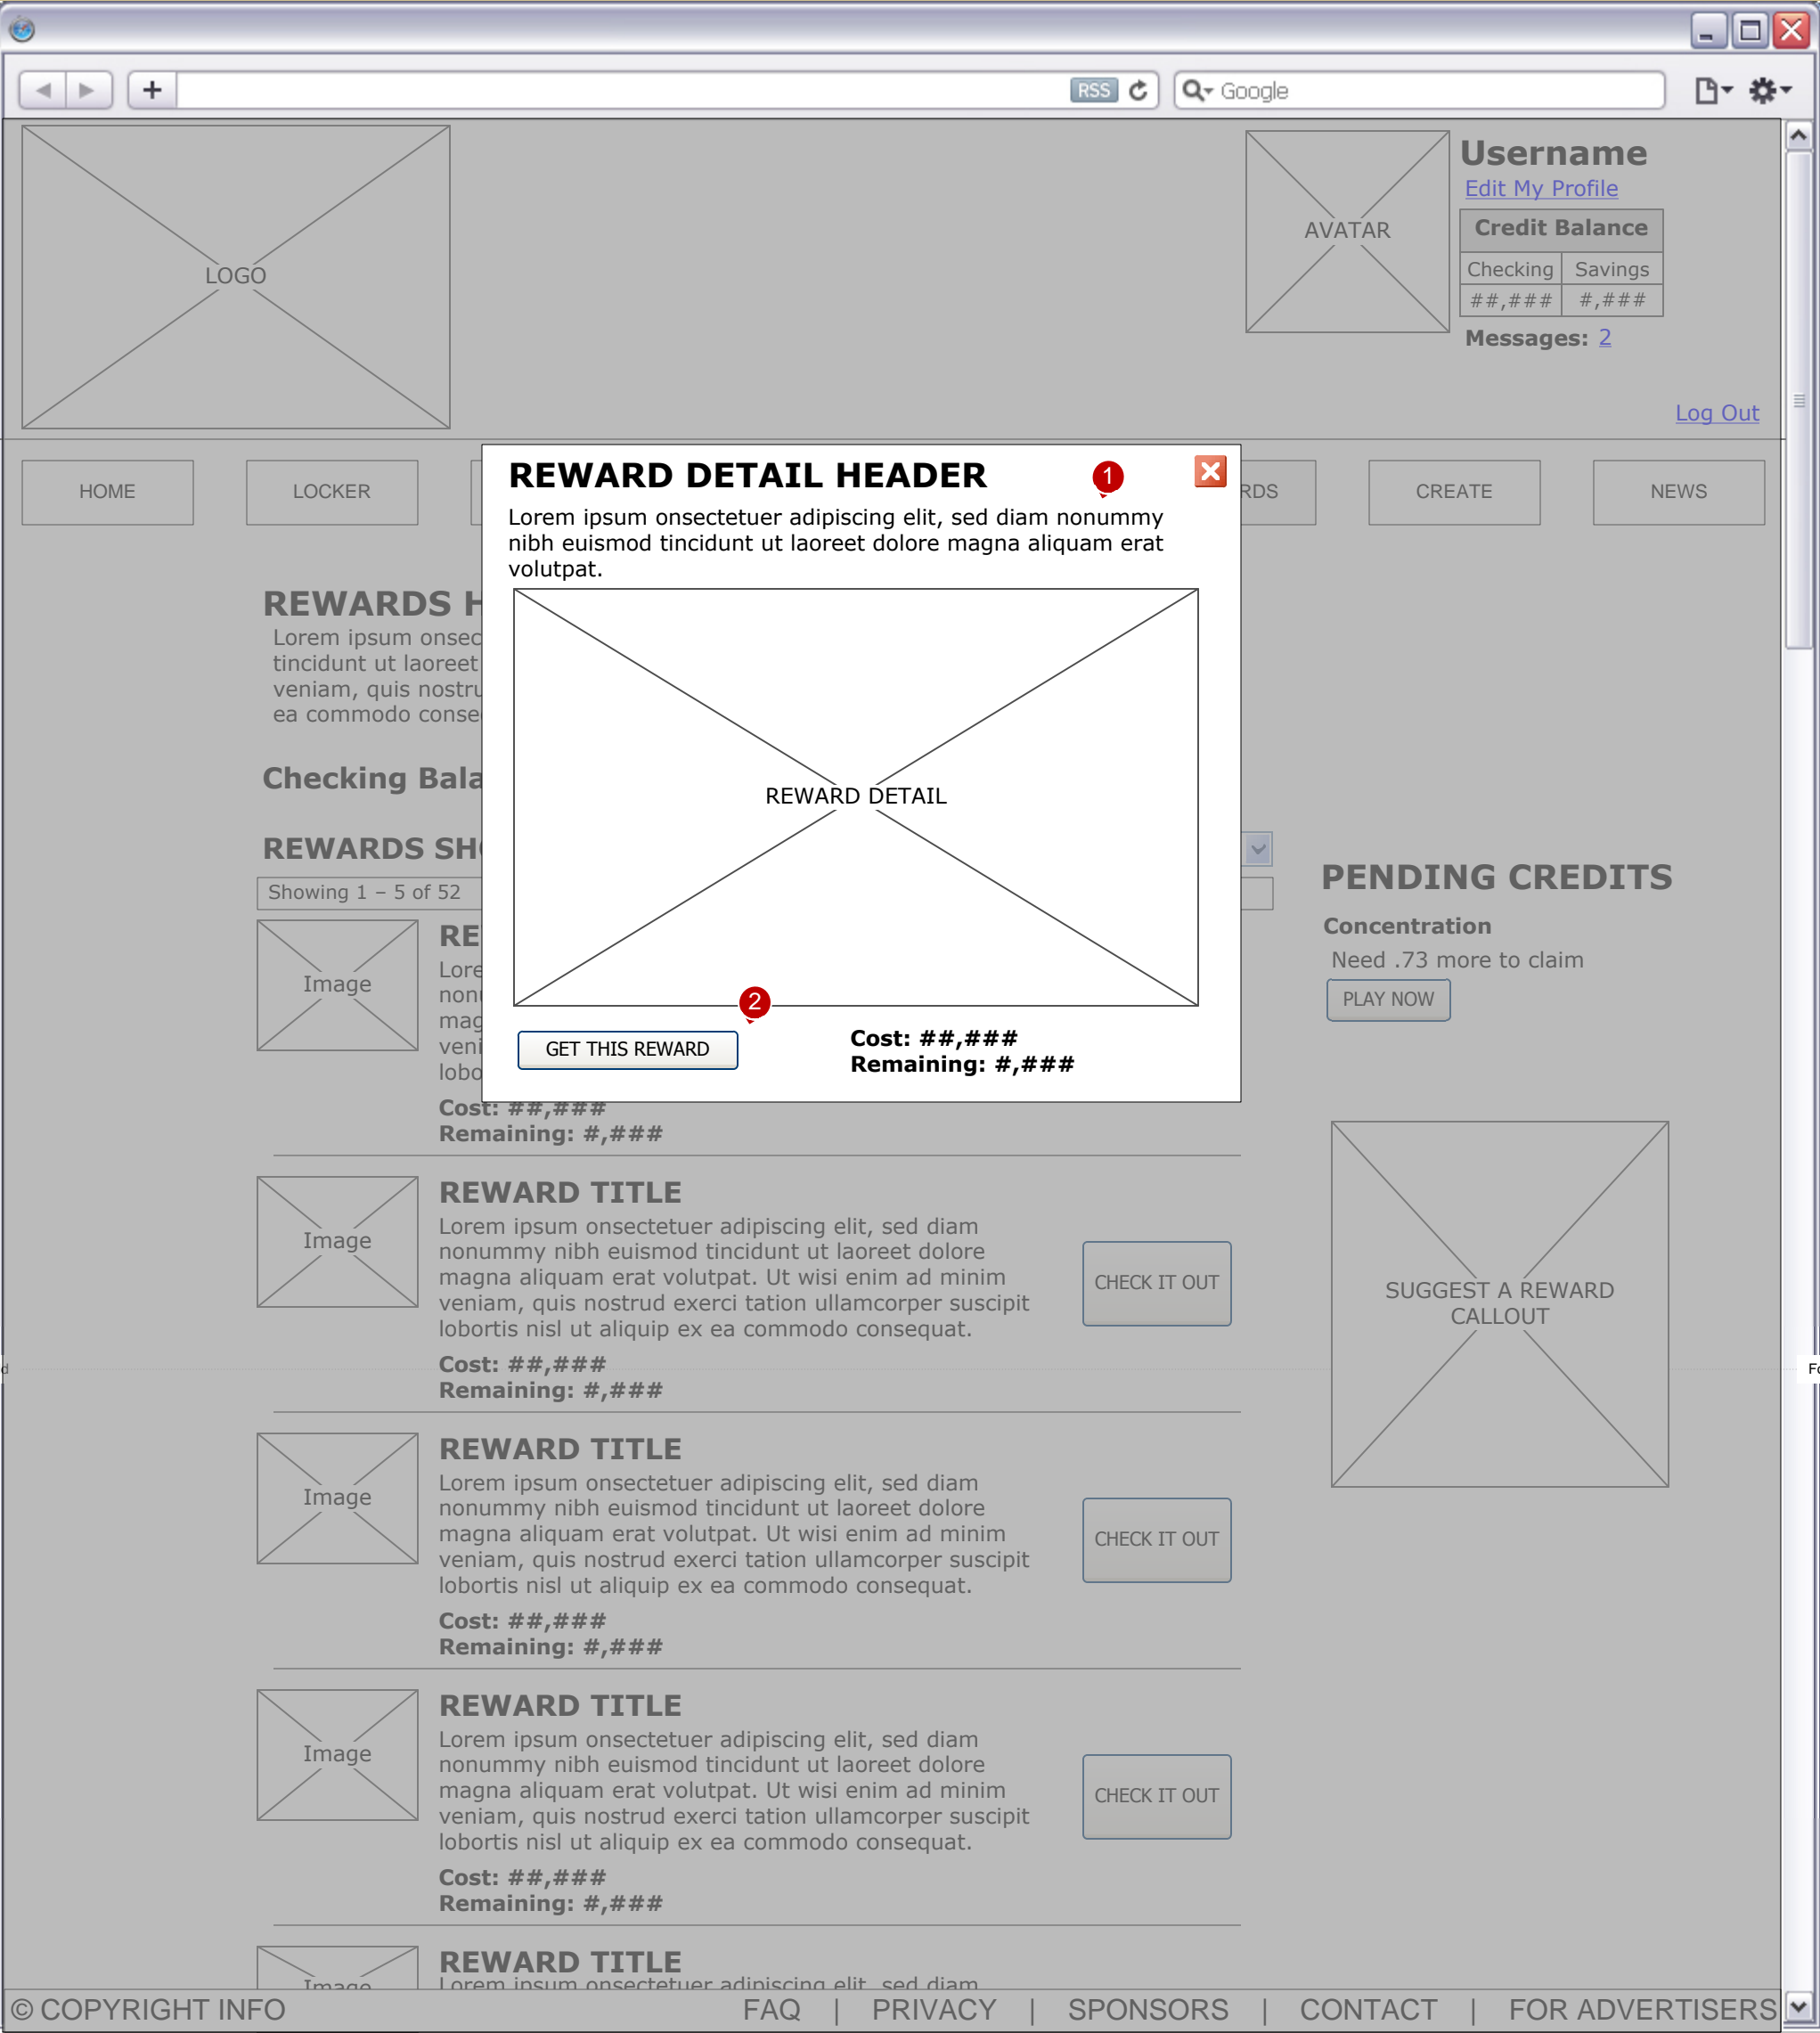 RSS
Google
Username
Edit My Profile
AVATAR
Credit Balance
Checking Savings
##,### #,###
Messages: 2
LOGO
Log Out
HOME
LOCKER
CREATE
NEWS
REWARD DETAIL HEADER
1
Lorem ipsum onsectetuer adipiscing elit, sed diam nonummy
nibh euismod tincidunt ut laoreet dolore magna aliquam erat
volutpat.
REWARD DETAIL
2
GET THIS REWARD
Cost: ##,###
Remaining: #,###
REWARDS
Lorem ipsum
tincidunt ut laoreet
veniam, quis
ea commodo
Checking
REWARDS
Showing 1 – 5 of 52
Image
Cost: ##,###
Remaining: #,###
PENDING CREDITS
Concentration
Need .73 more to claim
PLAY NOW
Image
REWARD TITLE
Lorem ipsum onsectetuer adipiscing elit, sed diam
nonummy nibh euismod tincidunt ut laoreet dolore
magna aliquam erat volutpat. Ut wisi enim ad minim
veniam, quis nostrud exerci tation ullamcorper suscipit
lobortis nisl ut aliquip ex ea commodo consequat.
Cost: ##,###
Remaining: #,###
CHECK IT OUT
SUGGEST A REWARD
CALLOUT
Image
REWARD TITLE
Lorem ipsum onsectetuer adipiscing elit, sed diam
nonummy nibh euismod tincidunt ut laoreet dolore
magna aliquam erat volutpat. Ut wisi enim ad minim
veniam, quis nostrud exerci tation ullamcorper suscipit
lobortis nisl ut aliquip ex ea commodo consequat.
Cost: ##,###
Remaining: #,###
CHECK IT OUT
Image
REWARD TITLE
Lorem ipsum onsectetuer adipiscing elit, sed diam
nonummy nibh euismod tincidunt ut laoreet dolore
magna aliquam erat volutpat. Ut wisi enim ad minim
veniam, quis nostrud exerci tation ullamcorper suscipit
lobortis nisl ut aliquip ex ea commodo consequat.
Cost: ##,###
Remaining: #,###
CHECK IT OUT
Image
REWARD TITLE
Lorem ipsum onsectetuer adipiscing elit, sed diam
© COPYRIGHT INFO
FAQ | PRIVACY | SPONSORS | CONTACT | FOR ADVERTISERS